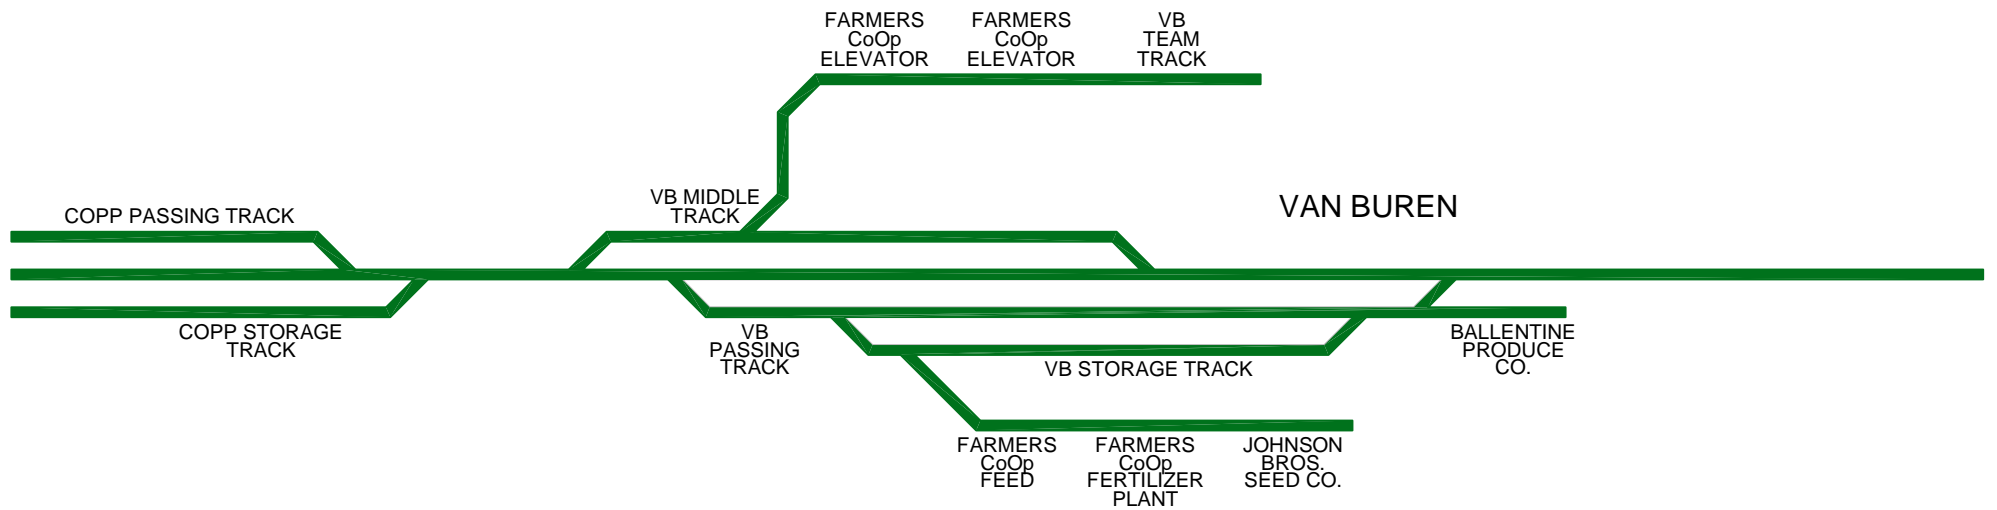 FARMERS
CoOp
ELEVATOR
FARMERS
CoOp
ELEVATOR
VB
TEAM
TRACK
VB MIDDLE
TRACK
VAN BUREN
COPP PASSING TRACK
COPP STORAGE
TRACK
VB
PASSING
TRACK
VB STORAGE TRACK
BALLENTINE
PRODUCE
CO.
FARMERS
CoOp
FEED
FARMERS
CoOp
FERTILIZER
PLANT
JOHNSON
BROS.
SEED CO.